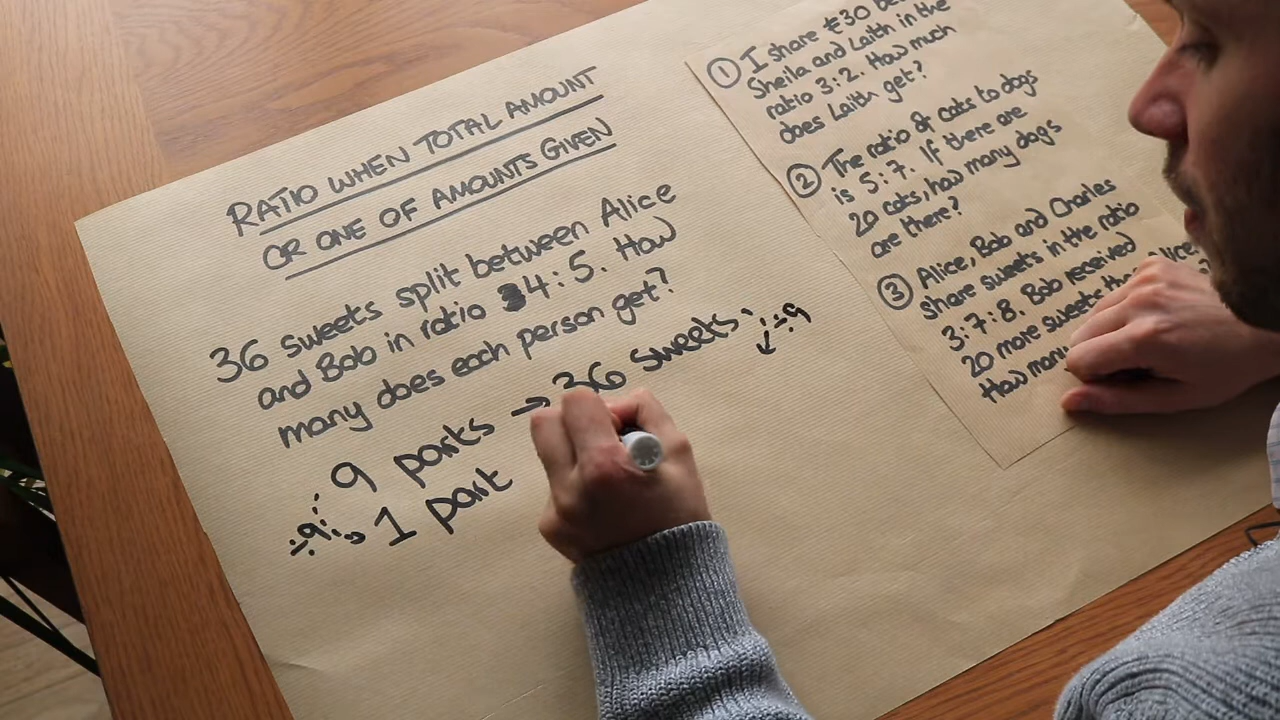 RATIO WHEN TOTAL AMOUNT
OR ONE OF AMOUNTS GIVEN
36 sweets split between Alice
and Bob in ratio 4:5. How
many does each person get?
9 parts → 36 sweets
÷9
÷9 → 1 part
① I share €30
Sheila and Laith in the
ratio 3:2. How much
does Laith get?
② The ratio of cats to dogs
is 5:7. If there are
20 cats, how many dogs
are there?
③ Alice, Bob and Charles
share sweets in the ratio
3:7:8. Bob received
20 more sweets Alice.
How many